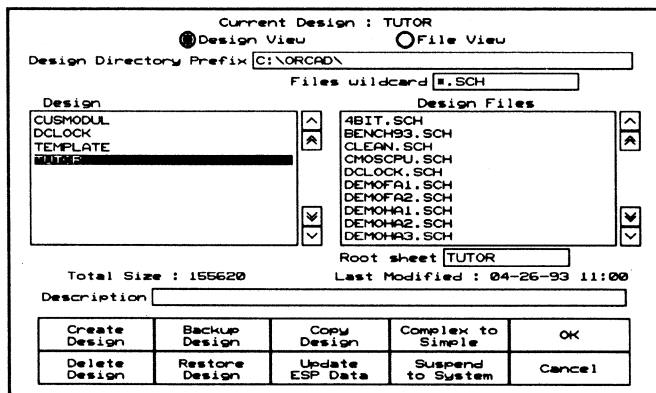 Current Design : TUTOR
Design View File View
Design Directory Prefix C:\ORCAD\
Files wildcard *.SCH
Design
CUSMODUL
DCLOCK
TEMPLATE
TUTOR
Design Files
4BIT.SCH
BENCH93.SCH
CLEAN.SCH
CMOSCPU.SCH
DCLOCK.SCH
DEMOFA1.SCH
DEMOFA2.SCH
DEMOHA1.SCH
DEMOHA2.SCH
DEMOHA3.SCH
Root sheet TUTOR
Total Size : 155620 Last Modified : 04-26-93 11:00
Description
Create Design
Backup Design
Copy Design
Complex to Simple
OK
Delete Design
Restore Design
Update ESP Data
Suspend to System
Cancel